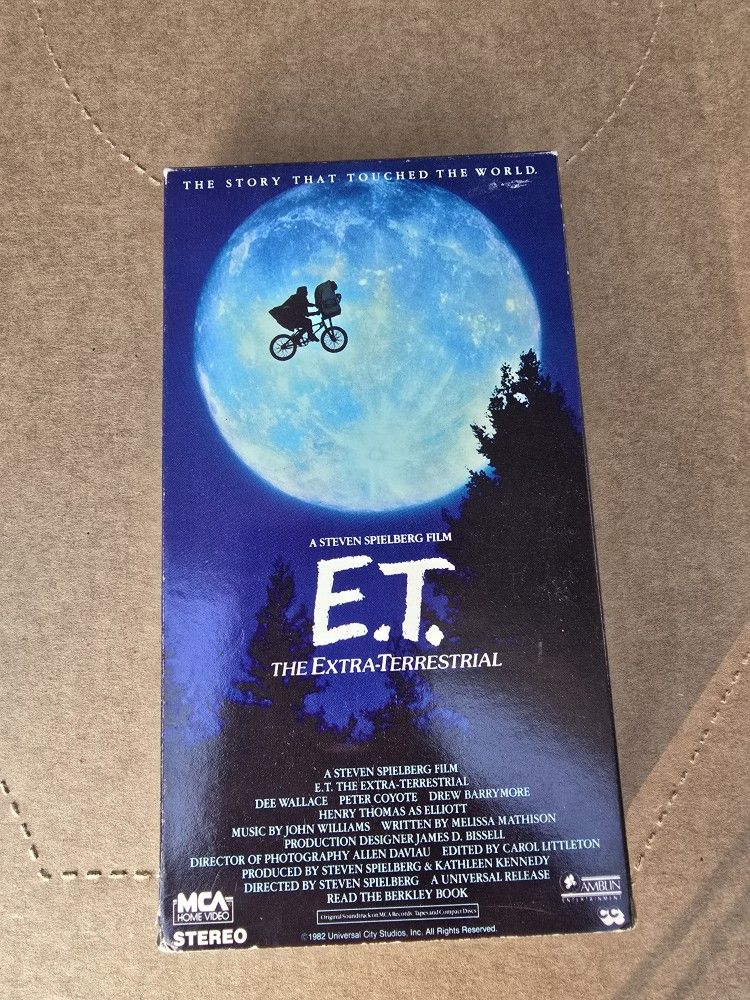 THE STORY THAT TOUCHED THE WORLD.
A STEVEN SPIELBERG FILM
E.T.
THE EXTRA-TERRESTRIAL
A STEVEN SPIELBERG FILM
E.T. THE EXTRA-TERRESTRIAL
DEE WALLACE PETER COYOTE DREW BARRYMORE
HENRY THOMAS AS ELLIOTT
MUSIC BY JOHN WILLIAMS WRITTEN BY MELISSA MATHISON
PRODUCTION DESIGNER JAMES D. BISSELL
DIRECTOR OF PHOTOGRAPHY ALLEN DAVIAU EDITED BY CAROL LITTLETON
PRODUCED BY STEVEN SPIELBERG & KATHLEEN KENNEDY
DIRECTED BY STEVEN SPIELBERG A UNIVERSAL RELEASE
READ THE BERKLEY BOOK
MCA
HOME VIDEO
STEREO
Original Soundtrack on MCA Records, Tapes and Compact Discs
©1982 Universal City Studios, Inc. All Rights Reserved.
AMBLIN
ENTERTAINMENT